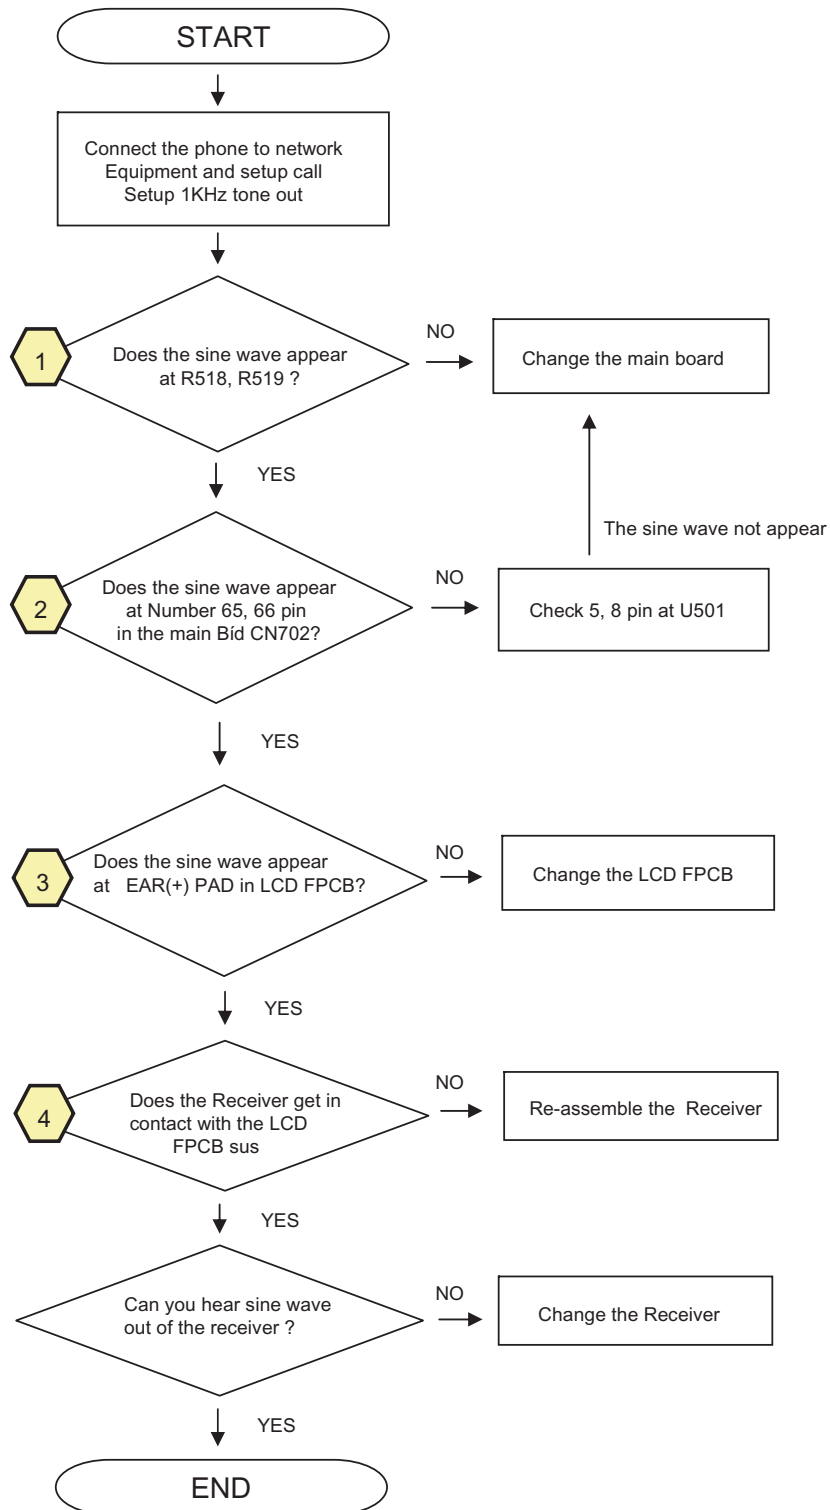 START
Connect the phone to network
Equipment and setup call
Setup 1KHz tone out
1
Does the sine wave appear
at R518, R519 ?
NO
Change the main board
YES
The sine wave not appear
2
Does the sine wave appear
at Number 65, 66 pin
in the main Bíd CN702?
NO
Check 5, 8 pin at U501
YES
3
Does the sine wave appear
at EAR(+) PAD in LCD FPCB?
NO
Change the LCD FPCB
YES
4
Does the Receiver get in
contact with the LCD
FPCB sus
NO
Re-assemble the Receiver
YES
Can you hear sine wave
out of the receiver ?
NO
Change the Receiver
YES
END